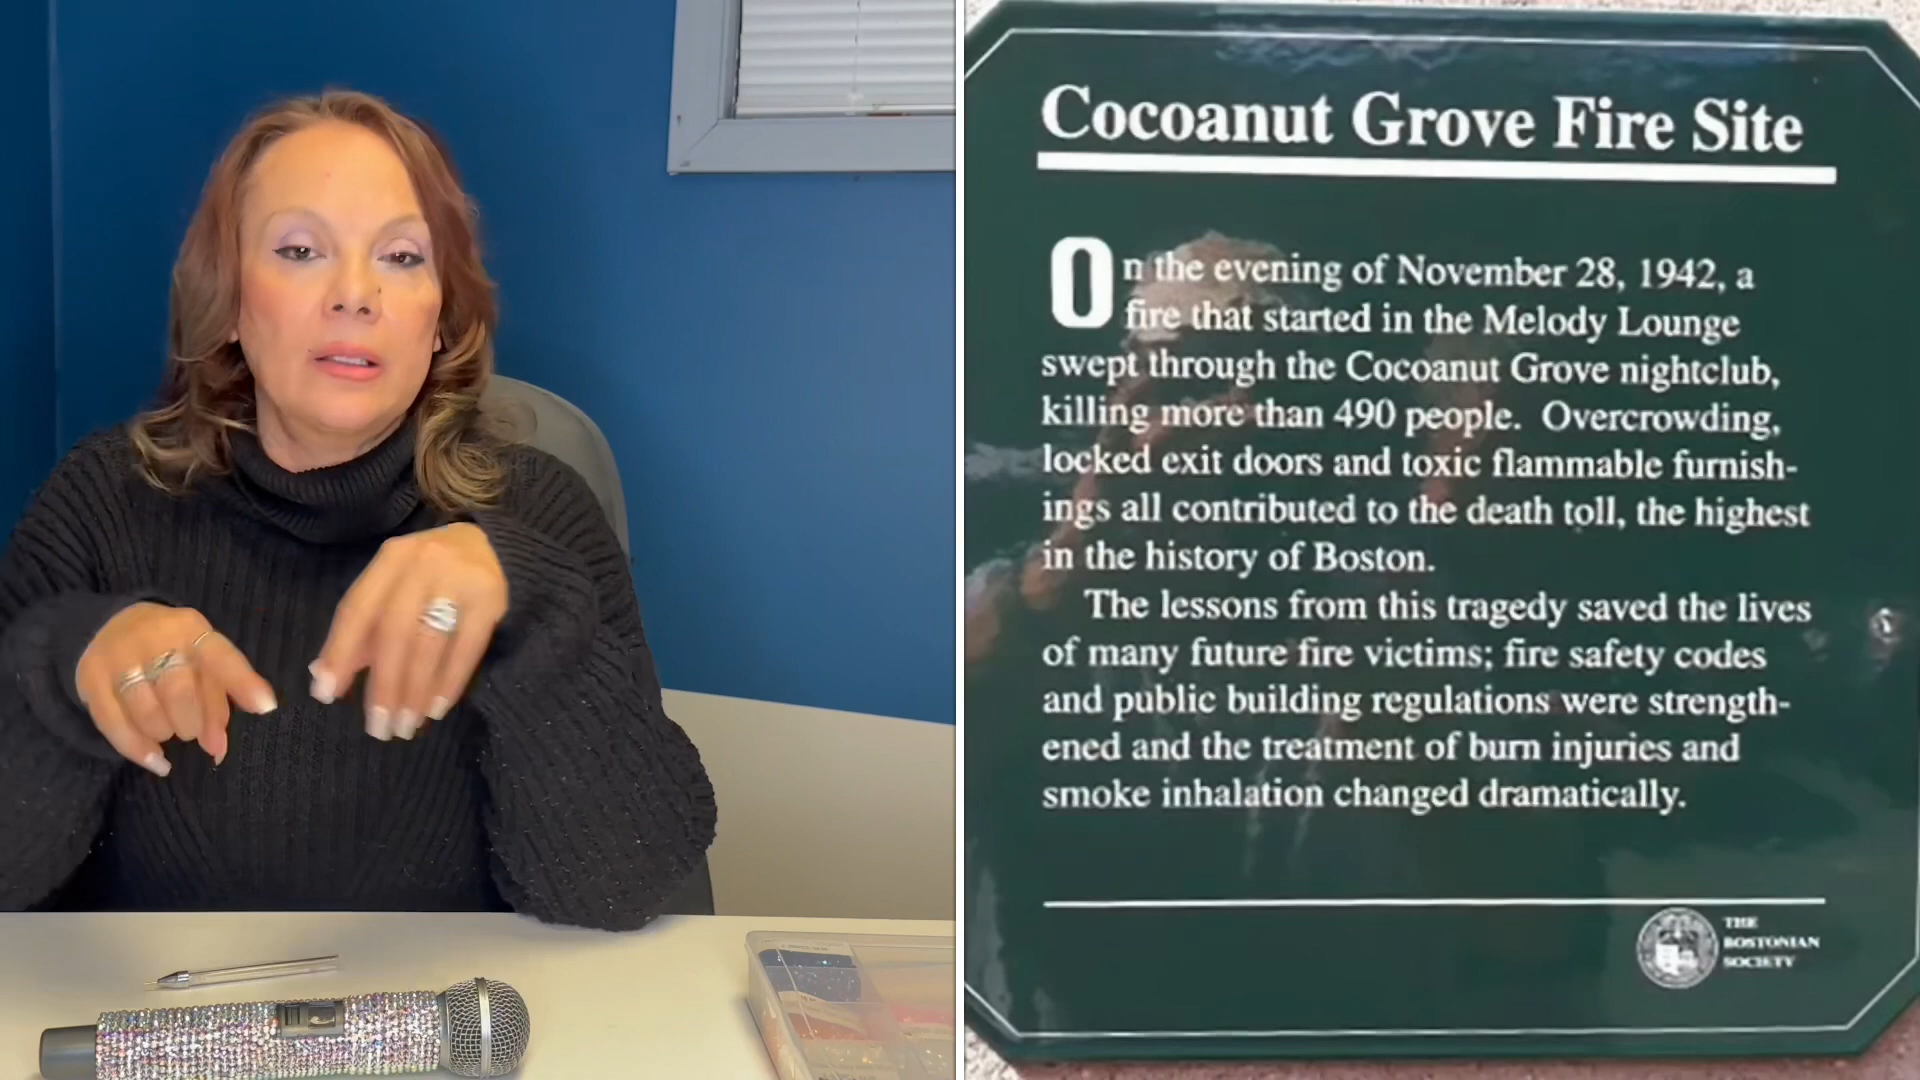 Cocoanut Grove Fire Site
On the evening of November 28, 1942, a
fire that started in the Melody Lounge
swept through the Cocoanut Grove nightclub,
killing more than 490 people. Overcrowding,
locked exit doors and toxic flammable furnish-
ings all contributed to the death toll, the highest
in the history of Boston.
The lessons from this tragedy saved the lives
of many future fire victims; fire safety codes
and public building regulations were strength-
ened and the treatment of burn injuries and
smoke inhalation changed dramatically.
THE
BOSTONIAN
SOCIETY